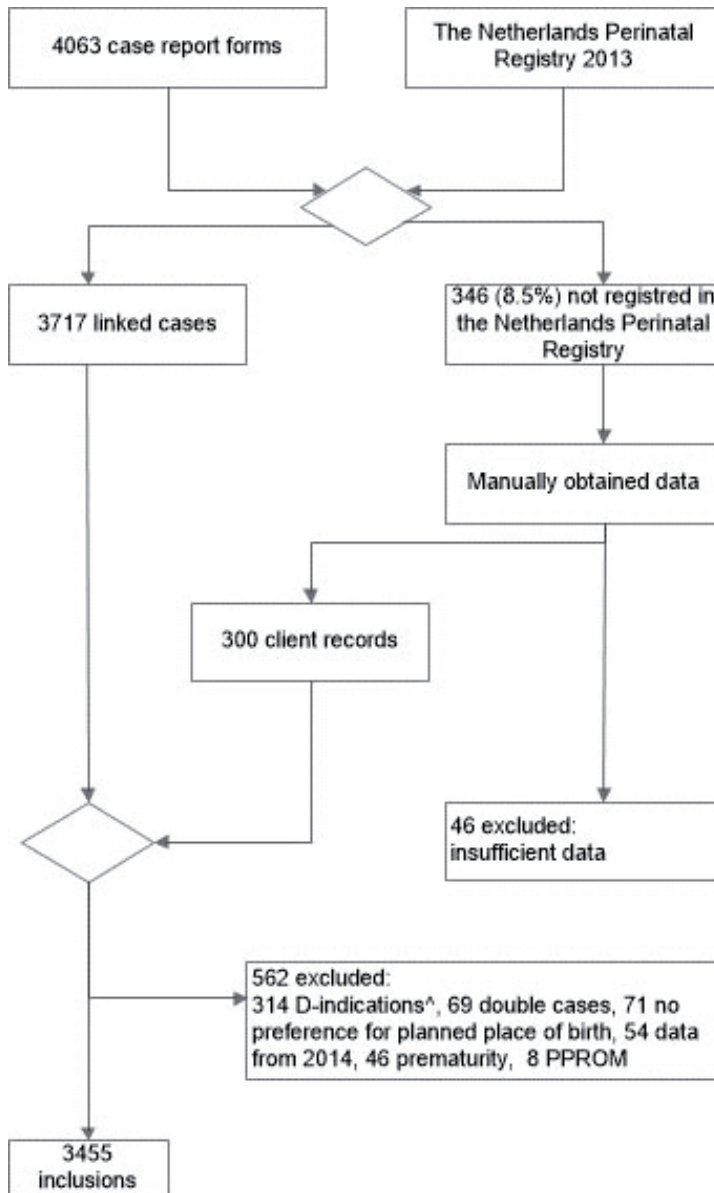 4063 case report forms
The Netherlands Perinatal
Registry 2013
3717 linked cases
346 (8.5%) not registred in
the Netherlands Perinatal
Registry
Manually obtained data
300 client records
46 excluded:
insufficient data
562 excluded:
314 D-indications^, 69 double cases, 71 no
preference for planned place of birth, 54 data
from 2014, 46 prematurity, 8 PPROM
3455
inclusions